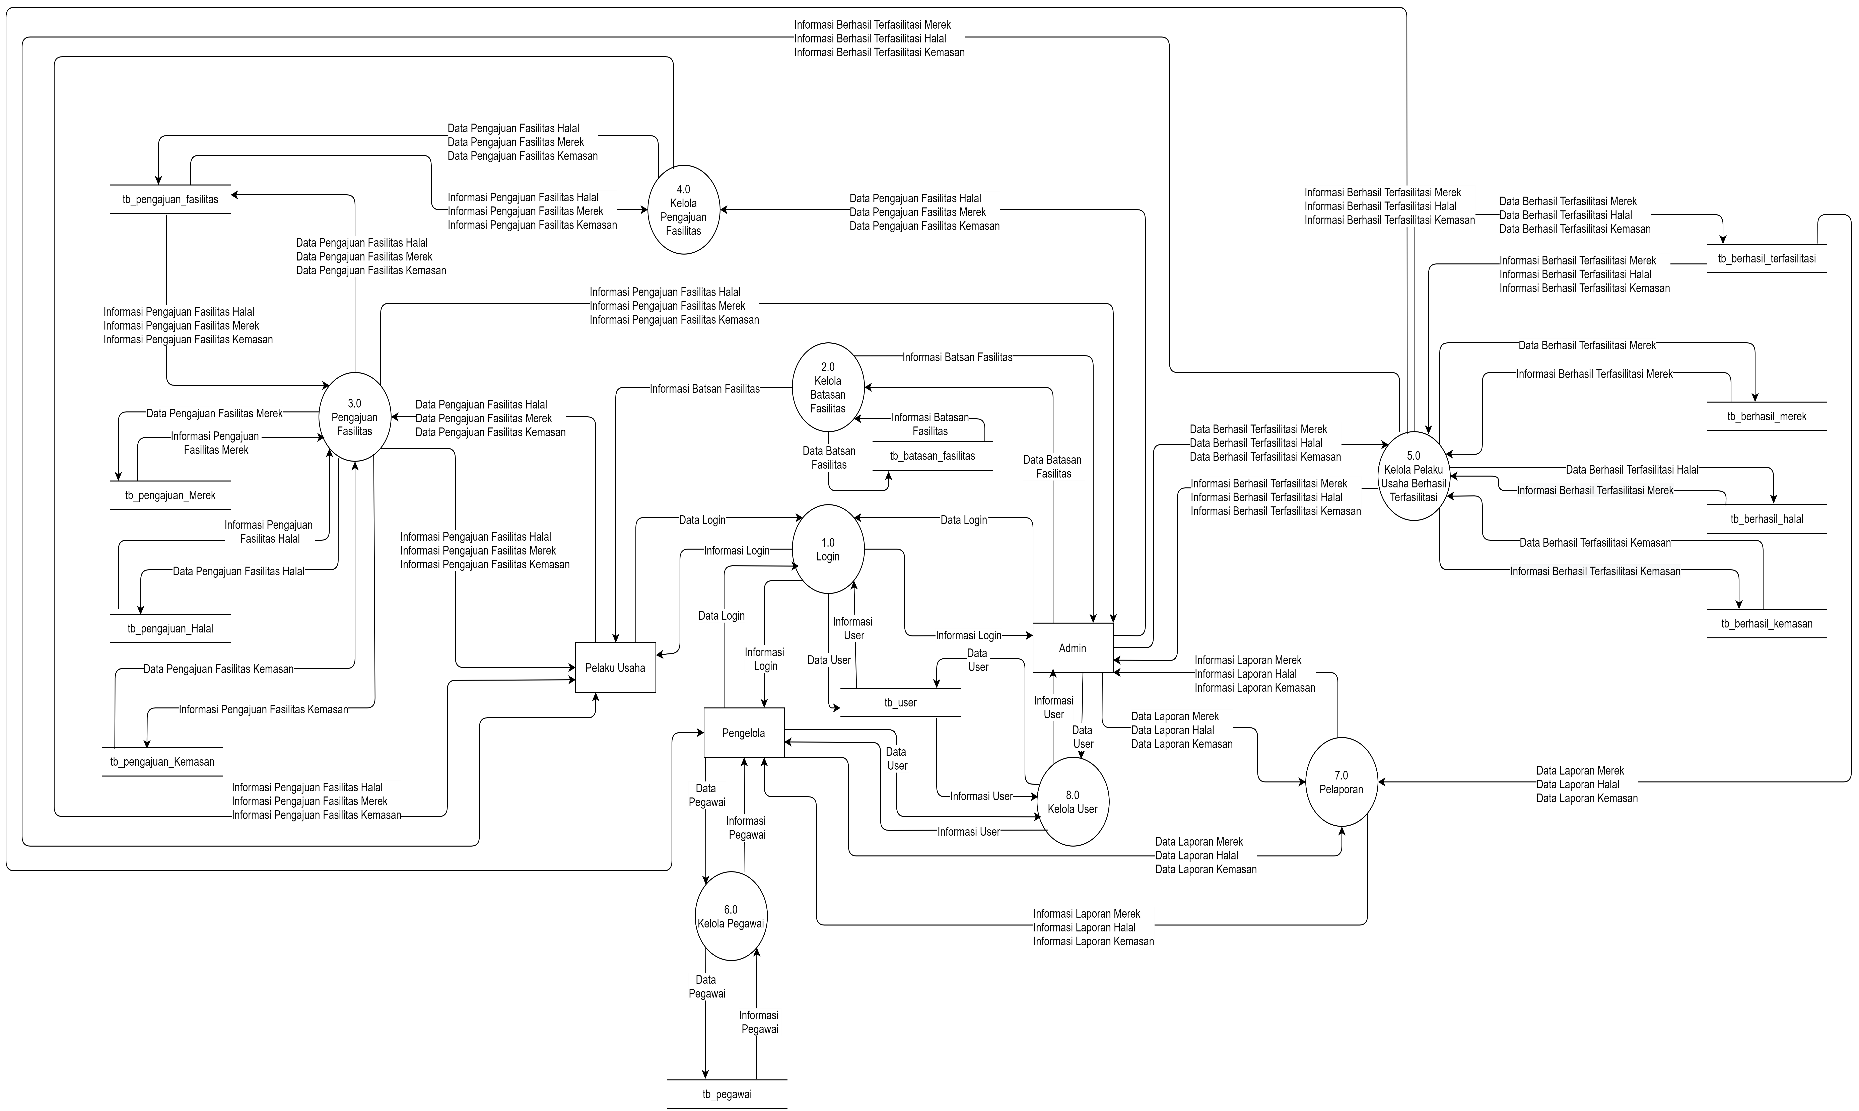 Informasi Berhasil Terfasilitasi Merek
Informasi Berhasil Terfasilitasi Halal
Informasi Berhasil Terfasilitasi Kemasan
Data Pengajuan Fasilitas Halal
Data Pengajuan Fasilitas Merek
Data Pengajuan Fasilitas Kemasan
tb_pengajuan_fasilitas
Informasi Pengajuan Fasilitas Halal
Informasi Pengajuan Fasilitas Merek
Informasi Pengajuan Fasilitas Kemasan
4.0
Kelola
Pengajuan
Fasilitas
Data Pengajuan Fasilitas Halal
Data Pengajuan Fasilitas Merek
Data Pengajuan Fasilitas Kemasan
Informasi Berhasil Terfasilitasi Merek
Informasi Berhasil Terfasilitasi Halal
Informasi Berhasil Terfasilitasi Kemasan
Data Berhasil Terfasilitasi Merek
Data Berhasil Terfasilitasi Halal
Data Berhasil Terfasilitasi Kemasan
tb_berhasil_terfasilitasi
Informasi Berhasil Terfasilitasi Merek
Informasi Berhasil Terfasilitasi Halal
Informasi Berhasil Terfasilitasi Kemasan
Data Pengajuan Fasilitas Halal
Data Pengajuan Fasilitas Merek
Data Pengajuan Fasilitas Kemasan
Informasi Pengajuan Fasilitas Halal
Informasi Pengajuan Fasilitas Merek
Informasi Pengajuan Fasilitas Kemasan
Informasi Pengajuan Fasilitas Halal
Informasi Pengajuan Fasilitas Merek
Informasi Pengajuan Fasilitas Kemasan
2.0
Kelola
Batasan
Fasilitas
Informasi Batsan Fasilitas
Informasi Batsan Fasilitas
Informasi Batasan
Fasilitas
tb_batasan_fasilitas
Data Batsan
Fasilitas
Data Batasan
Fasilitas
Data Berhasil Terfasilitasi Merek
Informasi Berhasil Terfasilitasi Merek
tb_berhasil_merek
3.0
Pengajuan
Fasilitas
Data Pengajuan Fasilitas Merek
Informasi Pengajuan
Fasilitas Merek
tb_pengajuan_Merek
Data Pengajuan Fasilitas Halal
Data Pengajuan Fasilitas Merek
Data Pengajuan Fasilitas Kemasan
Data Berhasil Terfasilitasi Merek
Data Berhasil Terfasilitasi Halal
Data Berhasil Terfasilitasi Kemasan
5.0
Kelola Pelaku
Usaha Berhasil
Terfasilitasi
Informasi Berhasil Terfasilitasi Merek
Informasi Berhasil Terfasilitasi Halal
Informasi Berhasil Terfasilitasi Kemasan
Data Berhasil Terfasilitasi Halal
Informasi Berhasil Terfasilitasi Merek
tb_berhasil_halal
Data Berhasil Terfasilitasi Kemasan
Informasi Berhasil Terfasilitasi Kemasan
tb_berhasil_kemasan
Informasi Pengajuan
Fasilitas Halal
Data Pengajuan Fasilitas Halal
tb_pengajuan_Halal
Informasi Pengajuan Fasilitas Halal
Informasi Pengajuan Fasilitas Merek
Informasi Pengajuan Fasilitas Kemasan
Data Login
Informasi Login
1.0
Login
Data Login
Data Login
Informasi
Login
Informasi
User
Data User
Informasi Login
Admin
Pelaku Usaha
Data Pengajuan Fasilitas Kemasan
Informasi Pengajuan Fasilitas Kemasan
tb_pengajuan_Kemasan
Data
User
tb_user
Informasi
User
Data
User
Informasi Laporan Merek
Informasi Laporan Halal
Informasi Laporan Kemasan
Data Laporan Merek
Data Laporan Halal
Data Laporan Kemasan
Pengelola
Data
User
Informasi User
8.0
Kelola User
Informasi User
7.0
Pelaporan
Data Laporan Merek
Data Laporan Halal
Data Laporan Kemasan
Informasi Pengajuan Fasilitas Halal
Informasi Pengajuan Fasilitas Merek
Informasi Pengajuan Fasilitas Kemasan
Data
Pegawai
Informasi
Pegawai
Data Laporan Merek
Data Laporan Halal
Data Laporan Kemasan
6.0
Kelola Pegawai
Informasi Laporan Merek
Informasi Laporan Halal
Informasi Laporan Kemasan
Data
Pegawai
Informasi
Pegawai
tb_pegawai